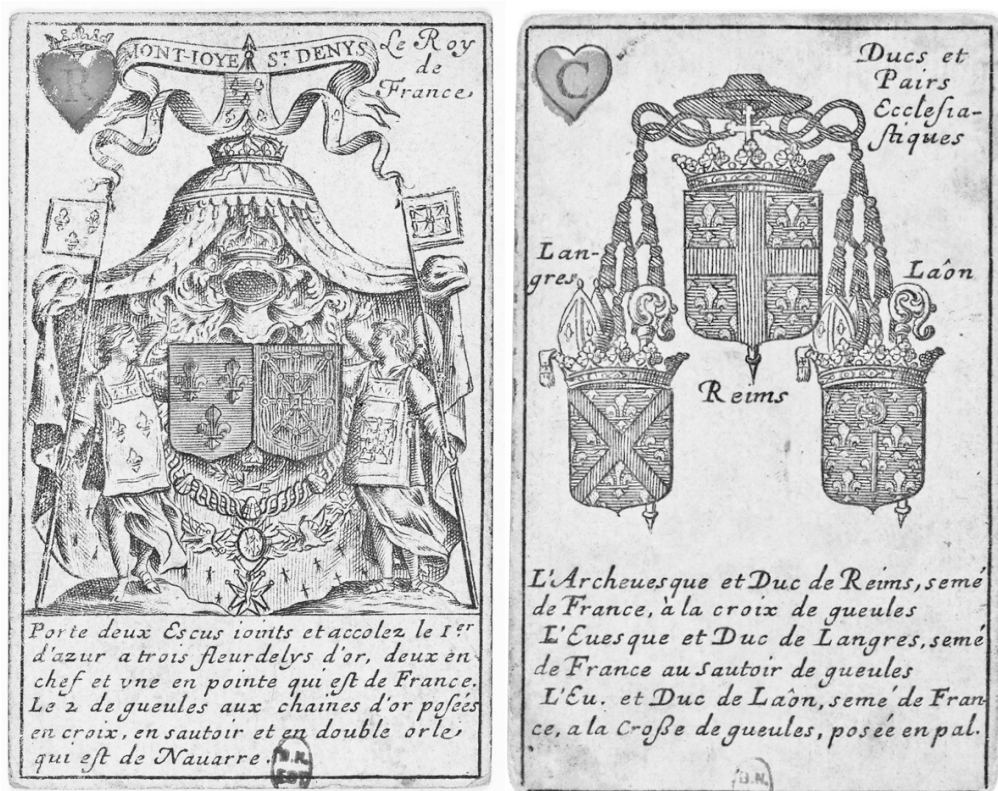 R
MONT-IOYE St. DENYS
Le Roy
de
France
Porte deux Escus ioints et accolez le 1er
d'azur a trois fleurdelys d'or, deux en
chef et vne en pointe qui est de France.
Le 2 de gueules aux chaines d'or posées
en croix, en sautoir et en double orle,
qui est de Nauarre.
C
Ducs et
Pairs
Ecclesia-
stiques
Lan-
gres
Laôn
Reims
L'Archeuesque et Duc de Reims, semé
de France, à la croix de gueules
L'Euesque et Duc de Langres, semé
de France au sautoir de gueules
L'Eu. et Duc de Laôn, semé de Fran-
ce, a la Croße de gueules, posée en pal.
B.N.